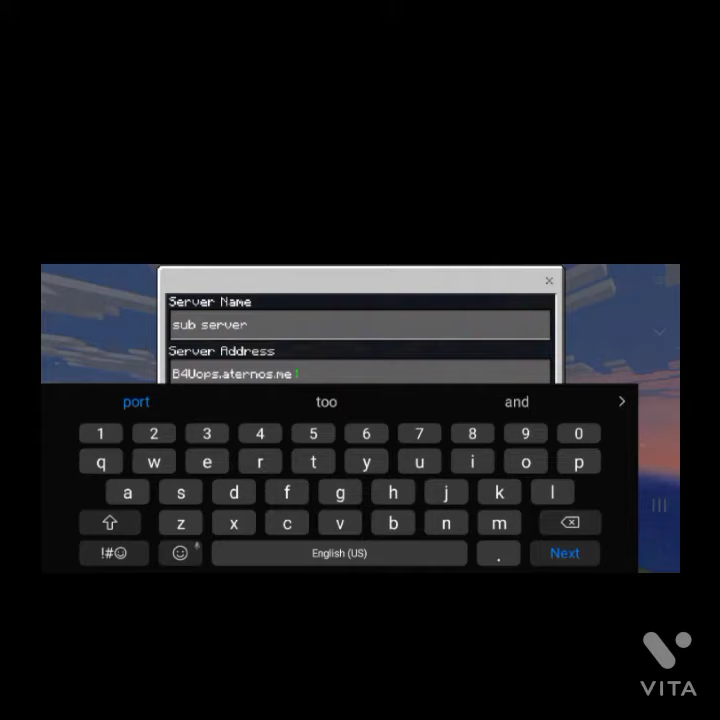 Server Name
sub server
Server Address
B4Uops.aternos.me
port too and
1 2 3 4 5 6 7 8 9 0
q w e r t y u i o p
a s d f g h j k l
z x c v b n m
!#☺ English (US) . Next
VITA